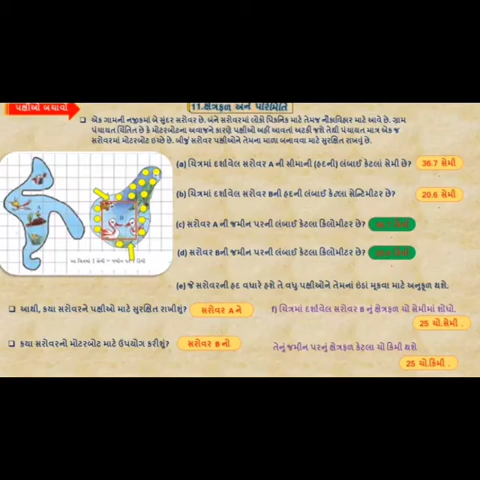 પક્ષીઓ બચાવો
11.ક્ષેત્રફળ અને પરિમિતિ
❑ એક ગામની નજીકમાં બે સુંદર સરોવર છે. બંને સરોવરમાં લોકો પિકનિક માટે તેમજ નૌકાવિહાર માટે આવે છે. ગ્રામ
પંચાયત ચિંતિત છે કે મોટરબોટના અવાજને કારણે પક્ષીઓ અહીં આવતાં અટકી જશે તેથી પંચાયત માત્ર એક જ
સરોવરમાં મોટરબોટ ઇચ્છે છે. બીજું સરોવર પક્ષીઓને તેમના માળા બનાવવા માટે સુરક્ષિત રાખવું છે.
(a) ચિત્રમાં દર્શાવેલ સરોવર A ની સીમાની (હદની) લંબાઈ કેટલાં સેમી છે?
36.7 સેમી
(b) ચિત્રમાં દર્શાવેલ સરોવર Bની હદની લંબાઈ કેટલા સેન્ટિમીટર છે?
20.6 સેમી
(c) સરોવર A ની જમીન પરની લંબાઈ કેટલાં કિલોમીટર છે?
(d) સરોવર Bની જમીન પરની લંબાઈ કેટલા કિલોમીટર છે?
(e) જે સરોવરની હદ વધારે હશે તે વધુ પક્ષીઓને તેમનાં ઇંડાં મૂકવા માટે અનુકૂળ થશે.
❑ આથી, કયા સરોવરને પક્ષીઓ માટે સુરક્ષિત રાખીશું?
સરોવર A ને
f) ચિત્રમાં દર્શાવેલ સરોવર B નું ક્ષેત્રફળ ચો સેમીમાં શોધો.
25 ચો.સેમી .
❑ કયા સરોવરનો મોટરબોટ માટે ઉપયોગ કરીશું?
સરોવર B નો
તેનું જમીન પરનું ક્ષેત્રફળ કેટલા ચો કિમી થશે
25 ચો.કિમી .